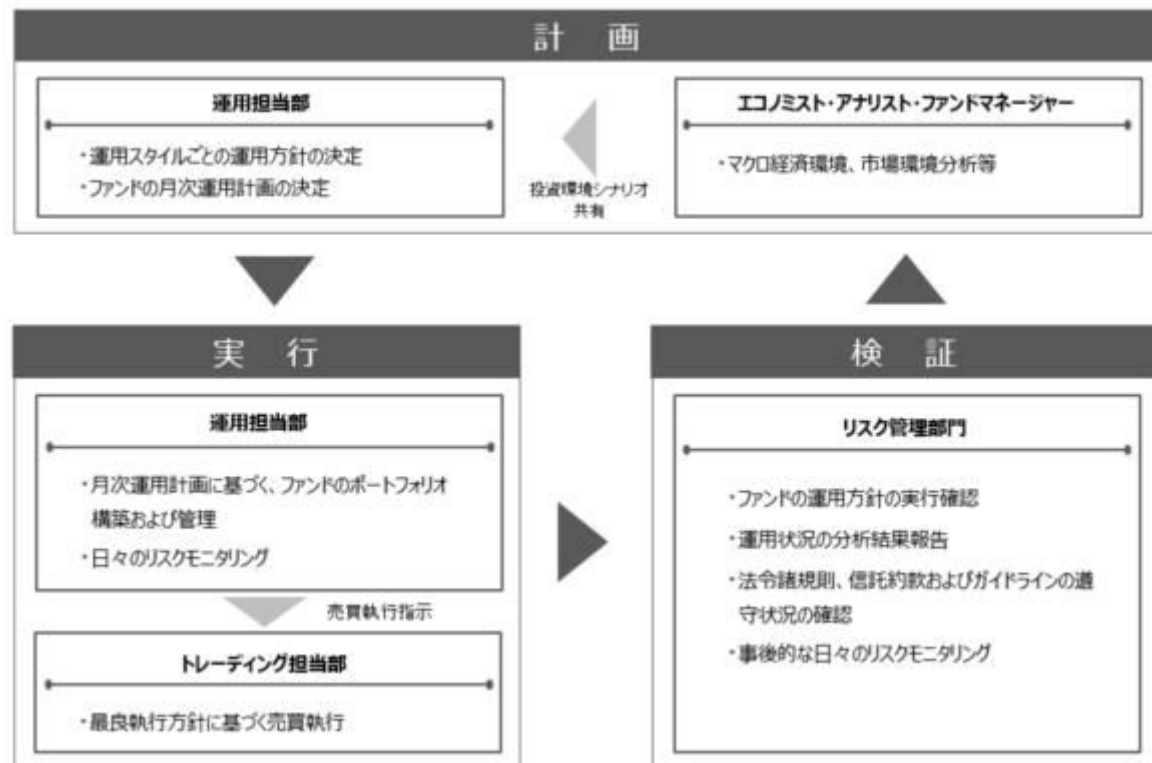 計 画
運用担当部
・運用スタイルごとの運用方針の決定
・ファンドの月次運用計画の決定
投資環境シナリオ
共有
エコノミスト・アナリスト・ファンドマネージャー
・マクロ経済環境、市場環境分析等
実 行
運用担当部
・月次運用計画に基づく、ファンドのポートフォリオ
構築および管理
・日々のリスクモニタリング
売買執行指示
トレーディング担当部
・最良執行方針に基づく売買執行
検 証
リスク管理部門
・ファンドの運用方針の実行確認
・運用状況の分析結果報告
・法令諸規則、信託約款およびガイドラインの遵
守状況の確認
・事後的な日々のリスクモニタリング